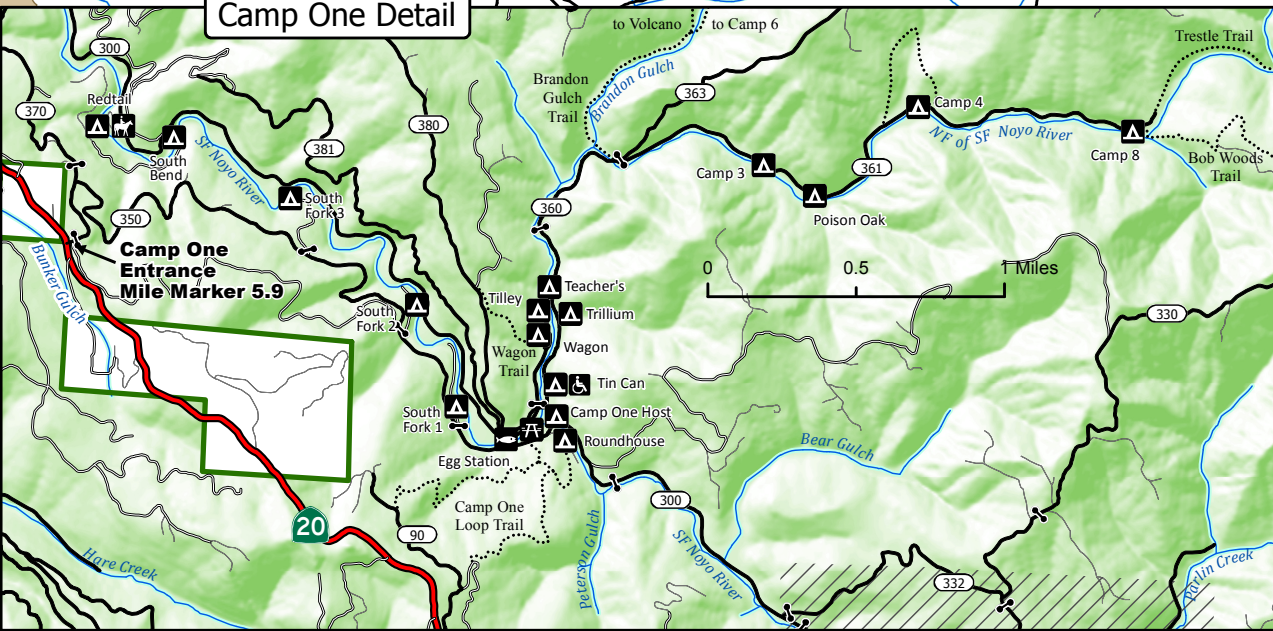 Camp One Detail
to Volcano
to Camp 6
Trestle Trail
300
Redtail
370
Brandon
Gulch
Trail
Brandon Gulch
363
Camp 4
NF of SF Noyo River
Camp 8
Bob Woods
Trail
380
381
South
Bend
SF Noyo River
South
Fork 3
Camp 3
361
Poison Oak
350
360
Camp One
Entrance
Mile Marker 5.9
Bunker Gulch
0
0.5
1 Miles
Teacher's
Tilley
Trillium
Wagon
Wagon
Trail
South
Fork 2
330
Tin Can
South
Fork 1
Camp One Host
Roundhouse
Egg Station
Bear Gulch
Camp One
Loop Trail
300
20
90
Peterson Gulch
SF Noyo River
Hare Creek
332
Parlin Creek